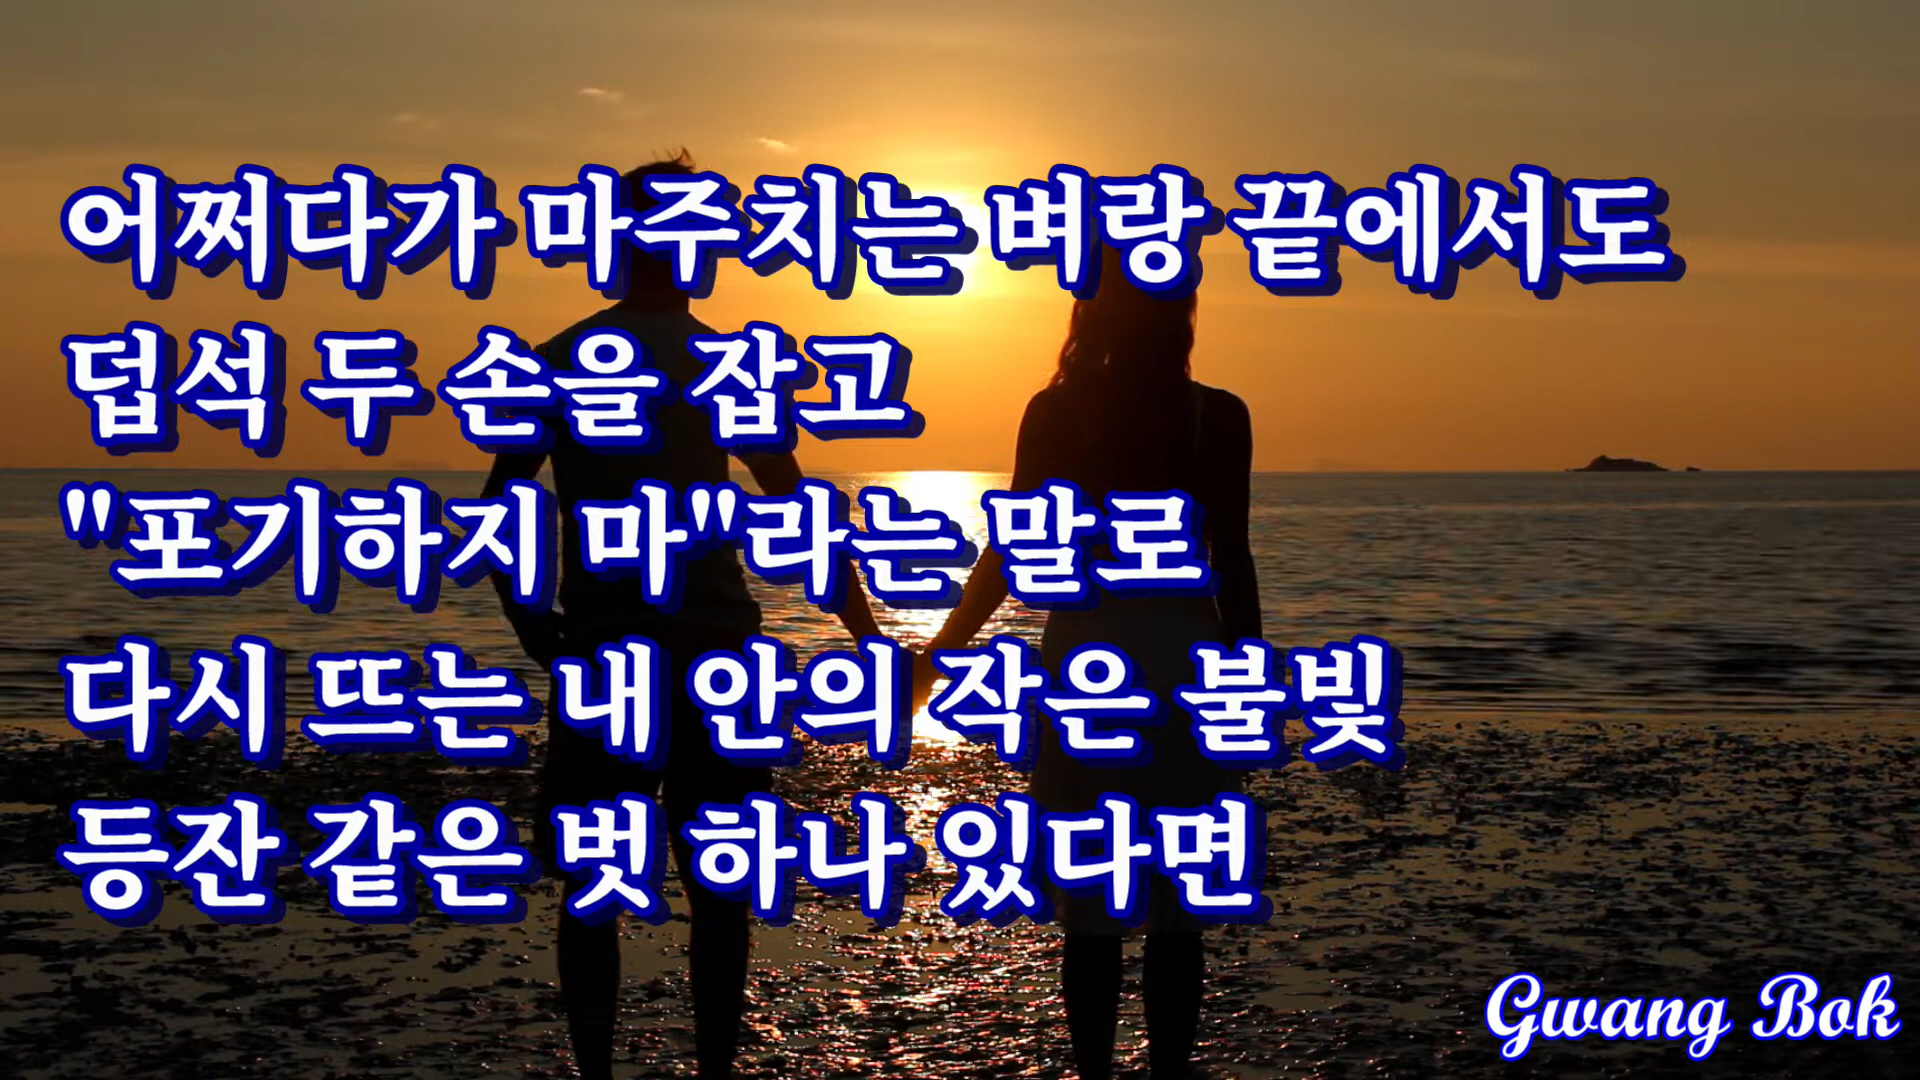 어쩌다가 마주치는 벼랑 끝에서도
덥석 두 손을 잡고
"포기하지 마"라는 말로
다시 뜨는 내 안의 작은 불빛
등잔 같은 벗 하나 있다면
Gwang Bok